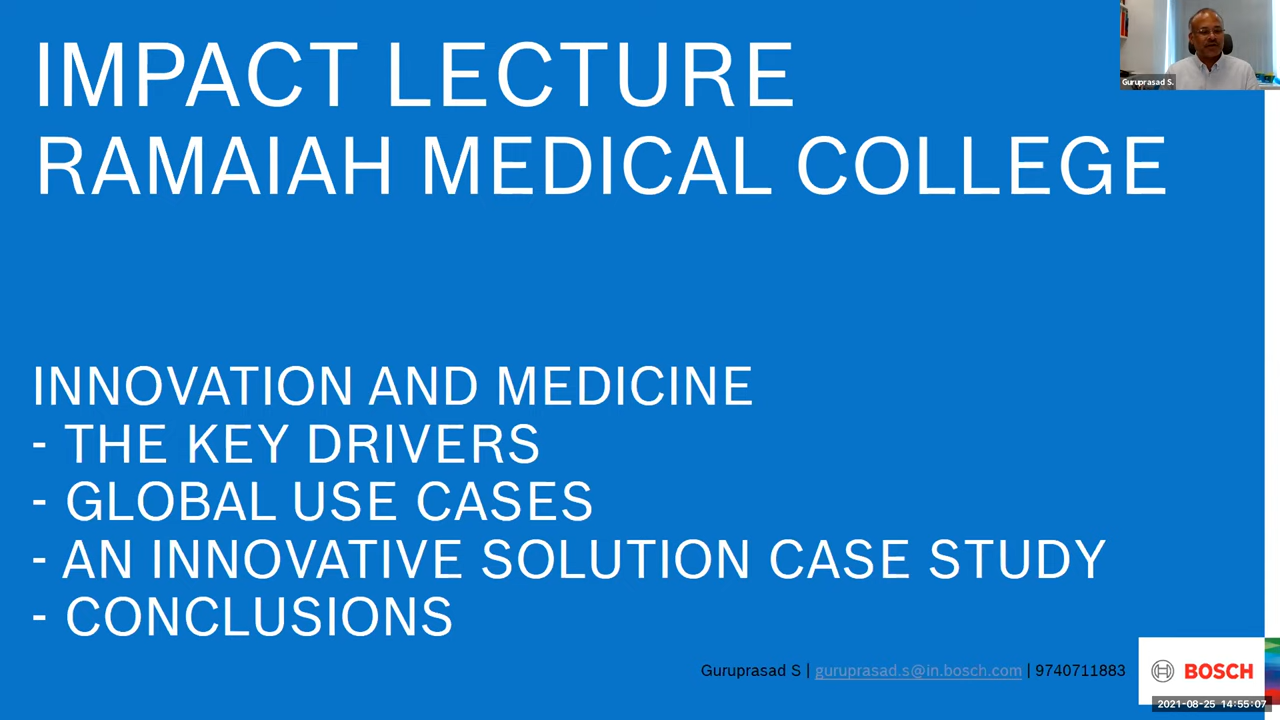 IMPACT LECTURE
RAMAIAH MEDICAL COLLEGE
Guruprasad S.
INNOVATION AND MEDICINE
- THE KEY DRIVERS
- GLOBAL USE CASES
- AN INNOVATIVE SOLUTION CASE STUDY
- CONCLUSIONS
Guruprasad S | guruprasad.s@in.bosch.com | 9740711883
BOSCH
2021-08-25 14:55:07